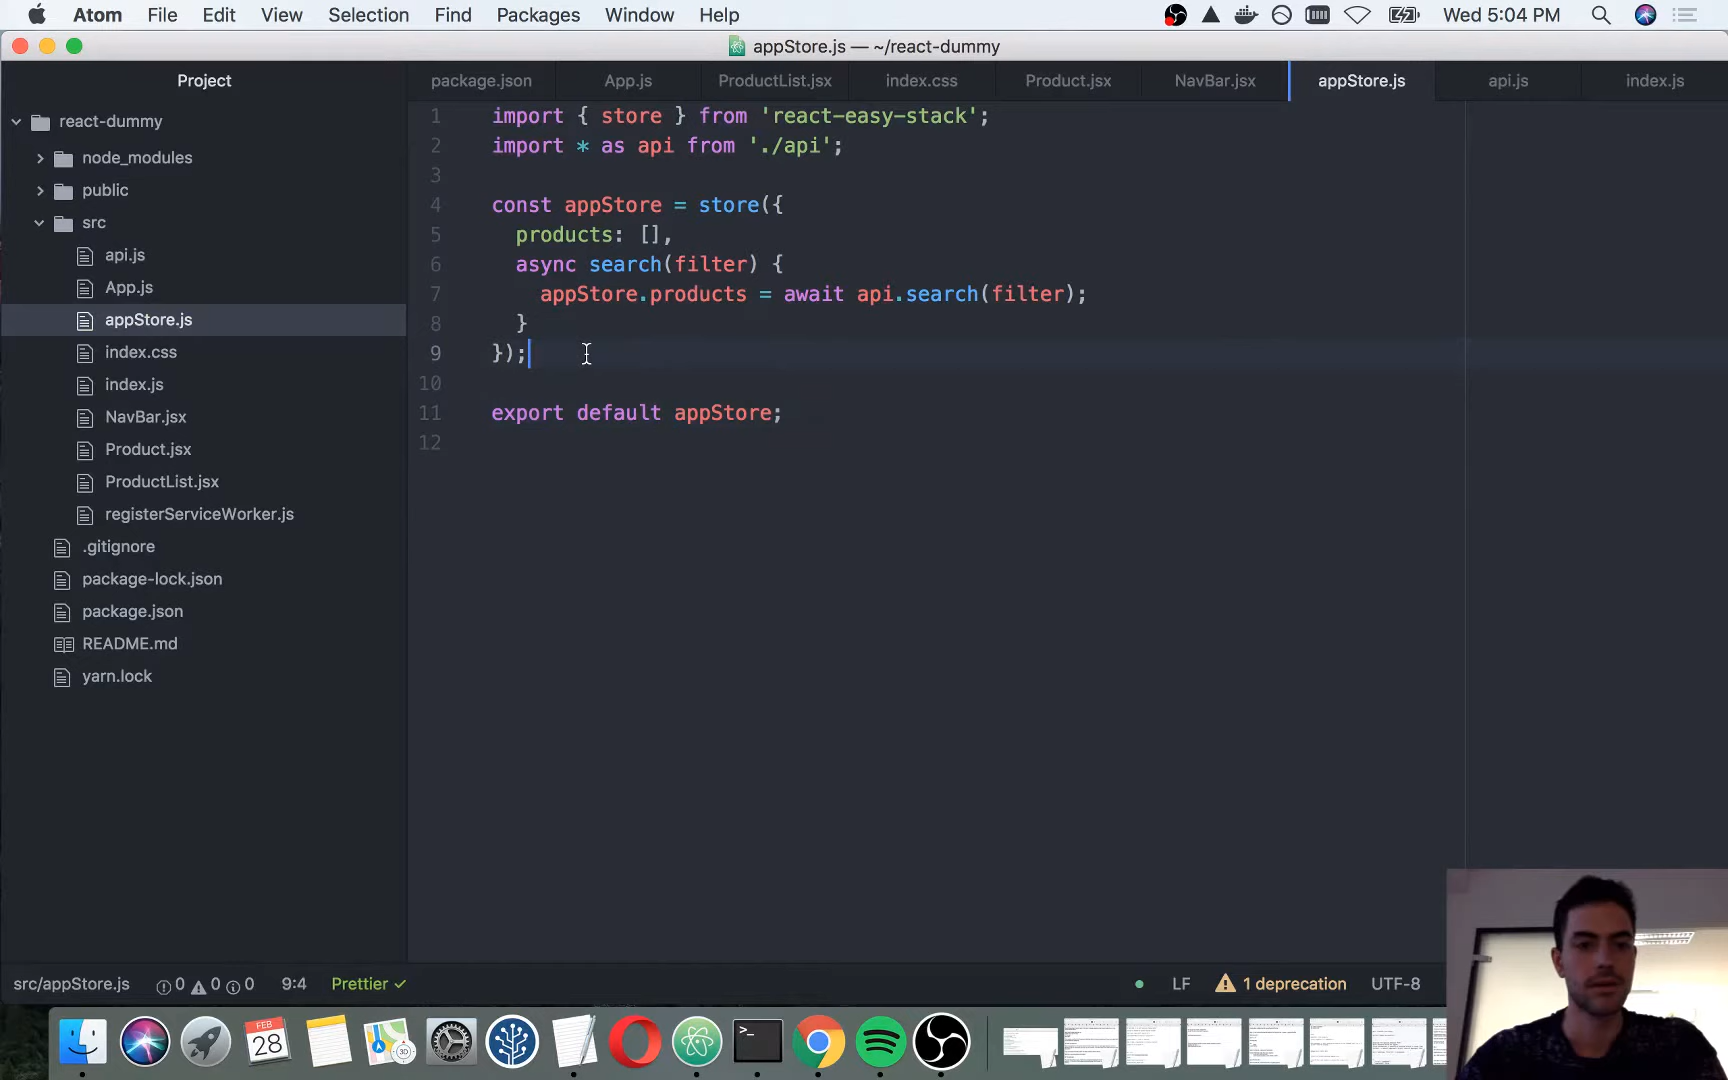 Atom File Edit View Selection Find Packages Window Help Wed 5:04 PM
appStore.js — ~/react-dummy
Project
package.json App.js ProductList.jsx index.css Product.jsx NavBar.jsx appStore.js api.js index.js
react-dummy
node_modules
public
src
api.js
App.js
appStore.js
index.css
index.js
NavBar.jsx
Product.jsx
ProductList.jsx
registerServiceWorker.js
.gitignore
package-lock.json
package.json
README.md
yarn.lock
1 import { store } from 'react-easy-stack';
2 import * as api from './api';
3
4 const appStore = store({
5 products: [],
6 async search(filter) {
7 appStore.products = await api.search(filter);
8 }
9 });
10
11 export default appStore;
12
src/appStore.js 0 0 0 9:4 Prettier ✓ LF 1 deprecation UTF-8
FEB
28